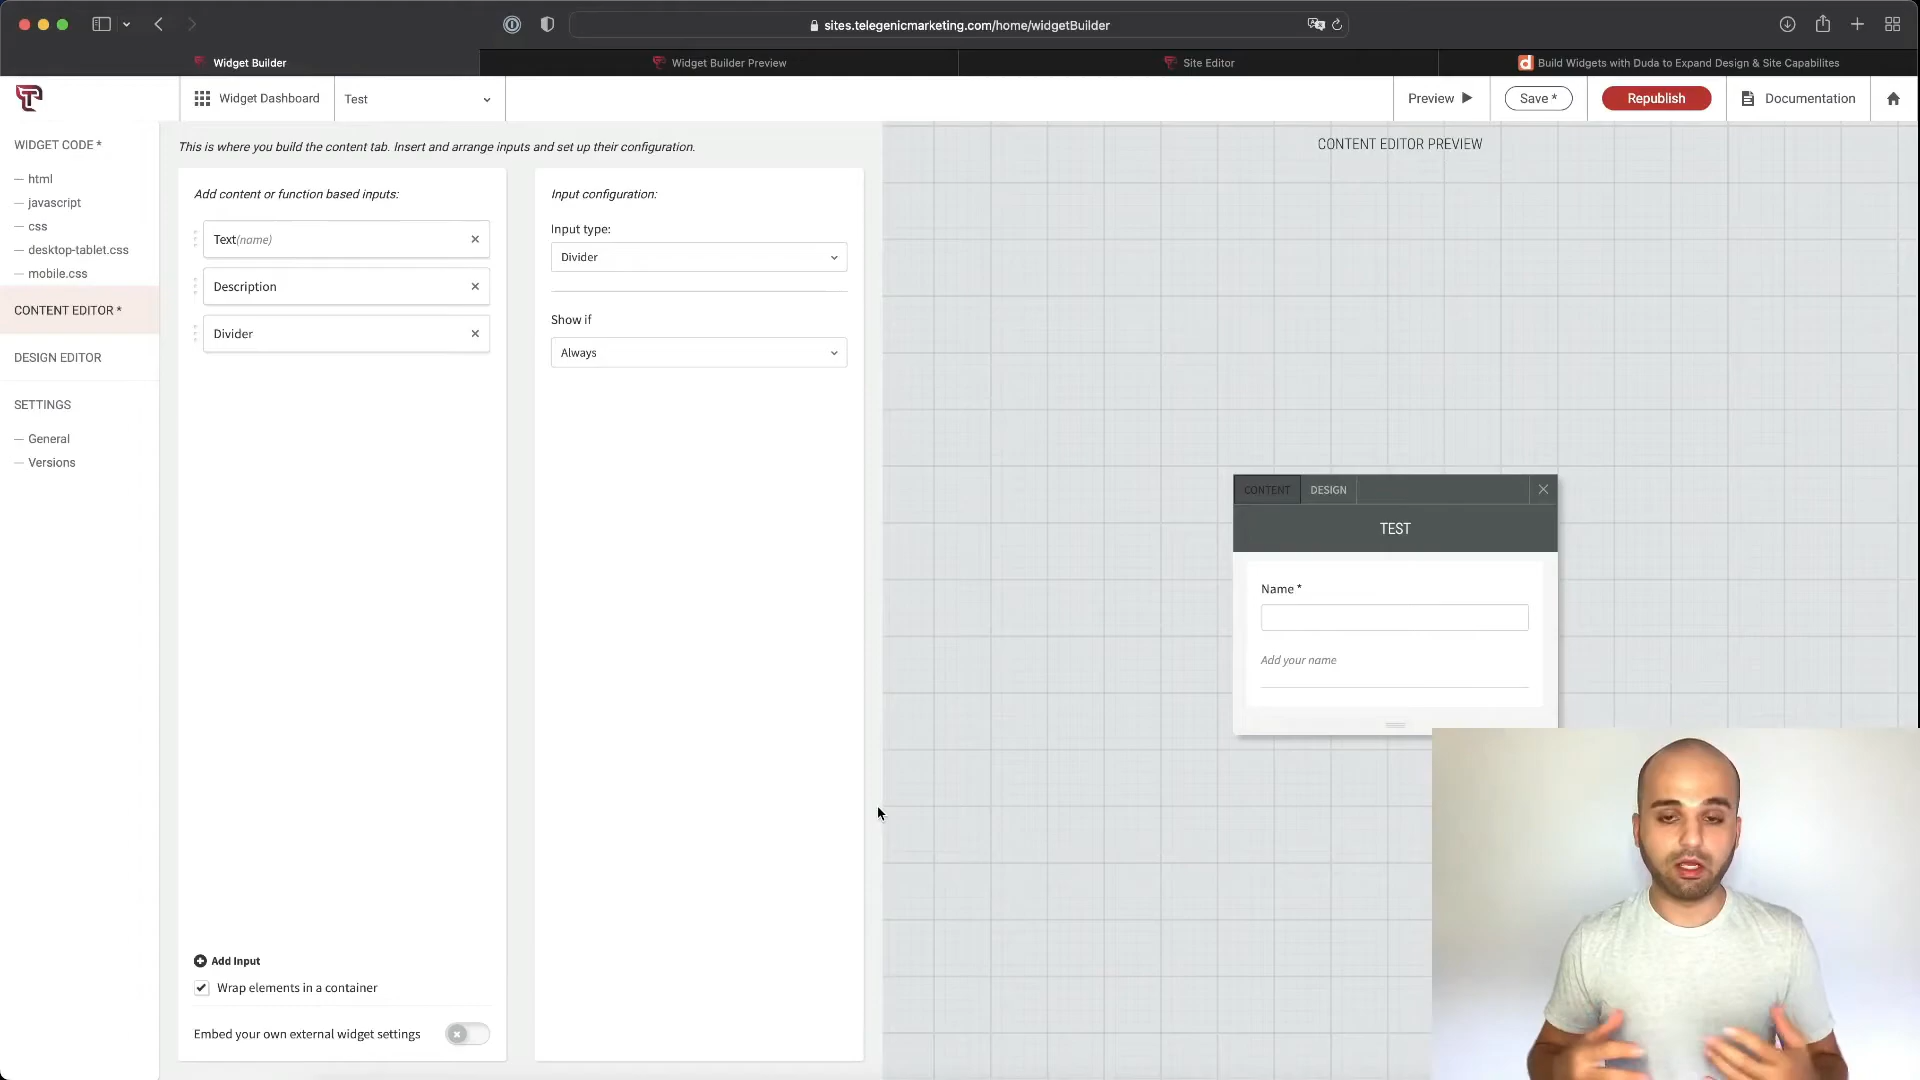 sites.telegenicmarketing.com/home/widgetBuilder
Widget Builder
Widget Builder Preview
Site Editor
Build Widgets with Duda to Expand Design & Site Capabilites
Widget Dashboard
Test
Preview
Save *
Republish
Documentation
WIDGET CODE *
html
javascript
css
desktop-tablet.css
mobile.css
CONTENT EDITOR *
DESIGN EDITOR
SETTINGS
General
Versions
This is where you build the content tab. Insert and arrange inputs and set up their configuration.
Add content or function based inputs:
Text(name)
Description
Divider
Add Input
Wrap elements in a container
Embed your own external widget settings
Input configuration:
Input type:
Divider
Show if
Always
CONTENT EDITOR PREVIEW
CONTENT
DESIGN
TEST
Name *
Add your name